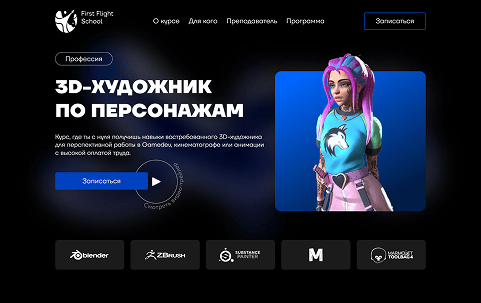 First Flight
School
О курсе
Для кого
Преподаватель
Программа
Записаться
Профессия
3D-ХУДОЖНИК
ПО ПЕРСОНАЖАМ
Курс, где ты с нуля получишь навыки востребованного 3D-художника
для перспективной работы в Gamedev, кинематографе или анимации
с высокой оплатой труда.
Записаться
Смотреть видео
blender
ZBRUSH
SUBSTANCE
PAINTER
M
MARMOSET
TOOLBAG 4